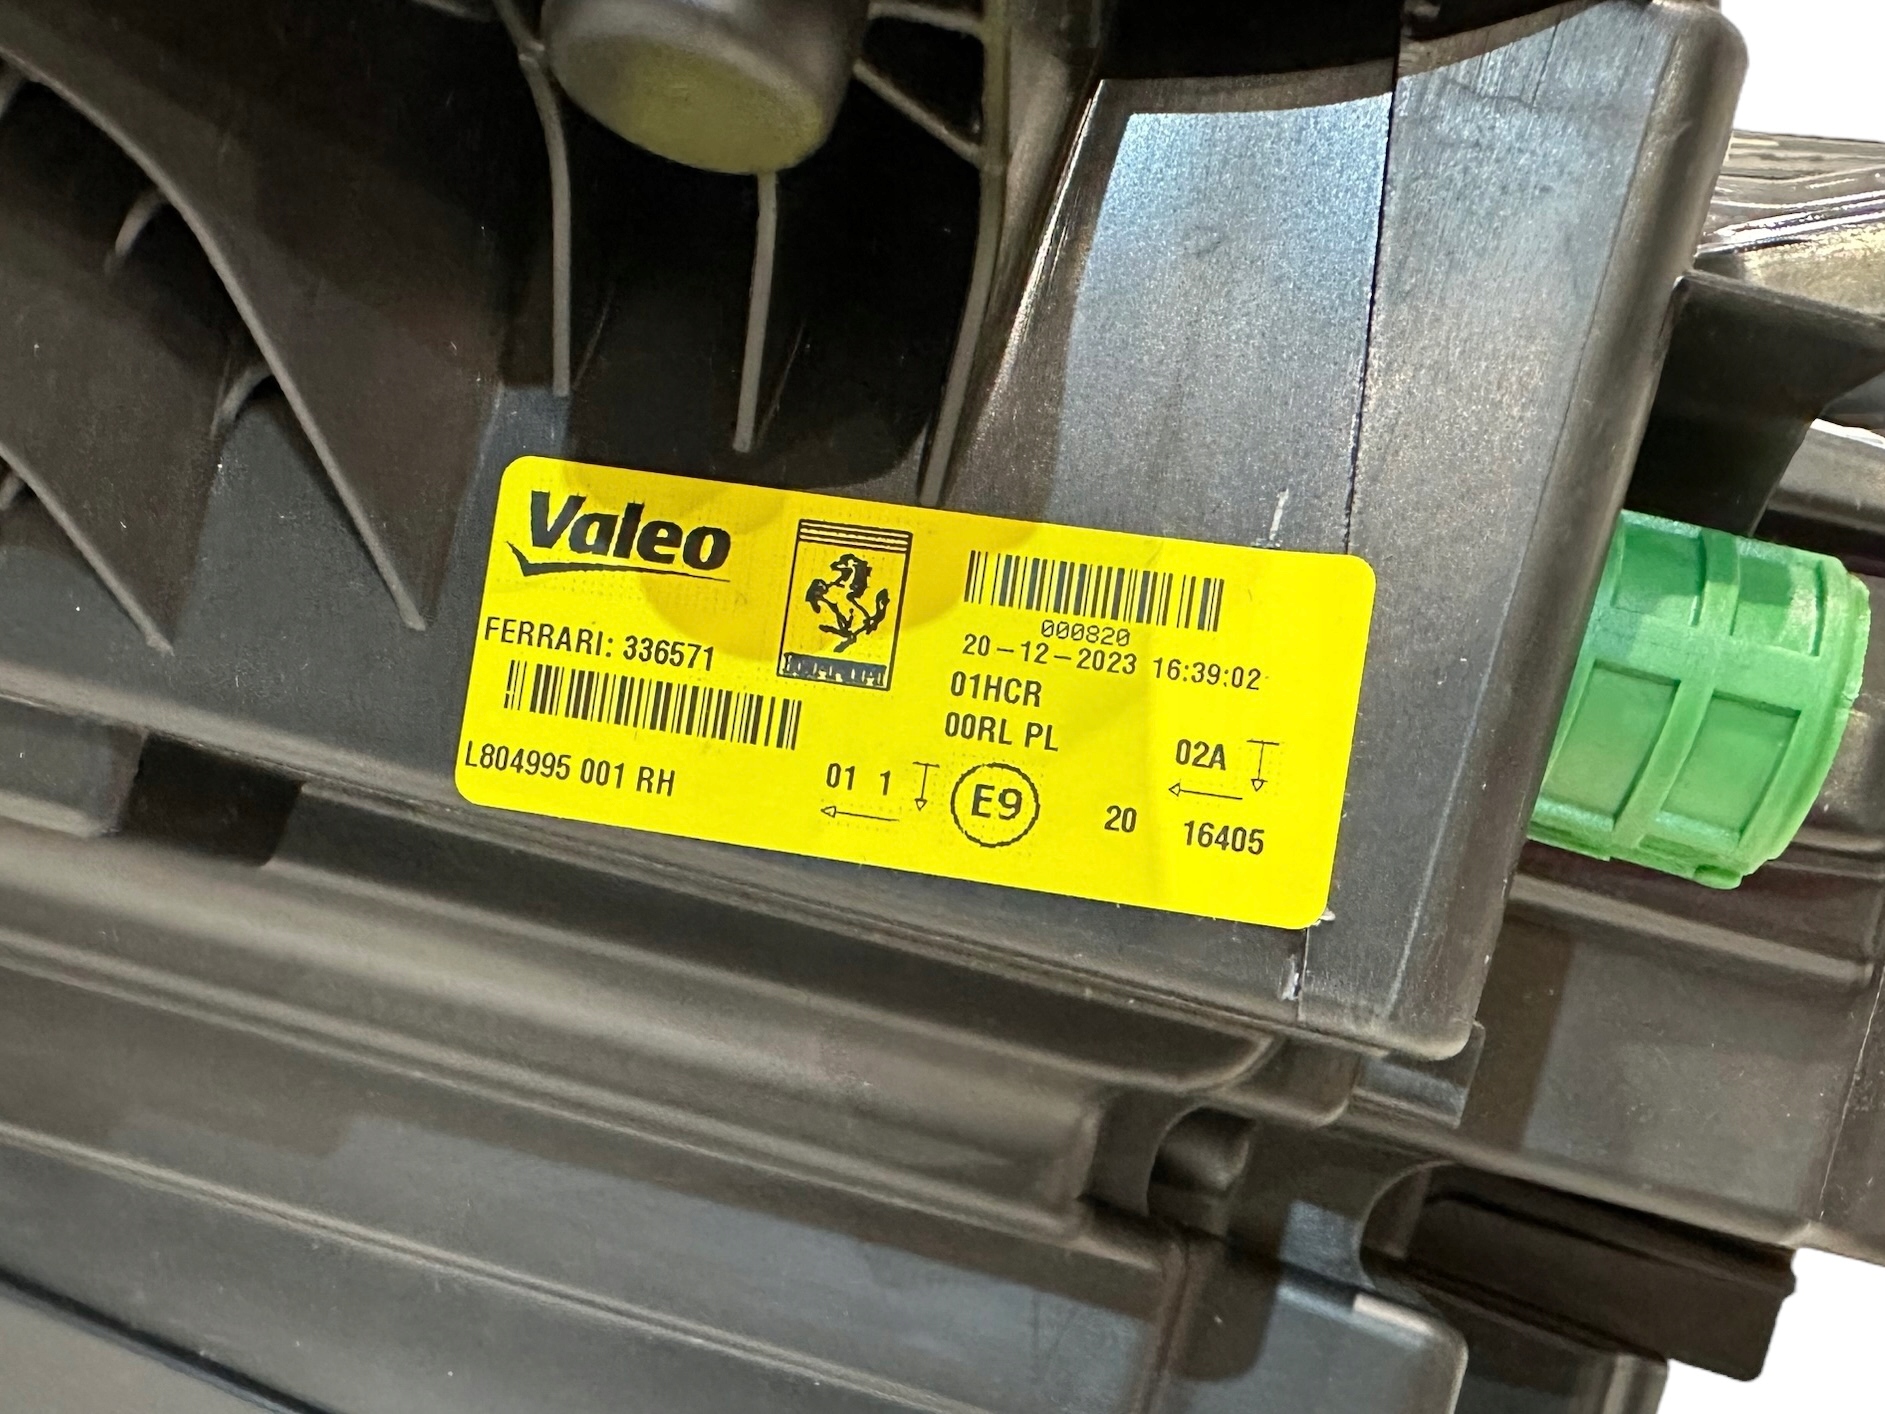 Valeo
FERRARI: 336571
L804995 001 RH
Ferrari
000820
20-12-2023 16:39:02
01HCR
00RL PL
01 1
E9
02A
20 16405